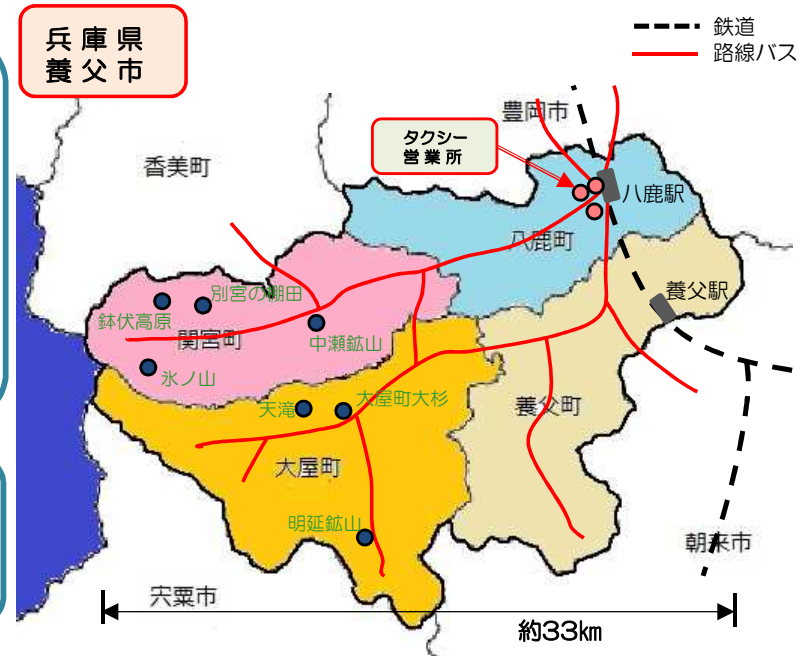 兵庫県
養父市
鉄道
路線バス
豊岡市
タクシー
営業所
香美町
八鹿駅
八鹿町
養父駅
別宮の棚田
鉢伏高原
関宮町
中瀬鉱山
氷ノ山
天滝
大屋町大杉
養父町
大屋町
明延鉱山
朝来市
宍粟市
約33km